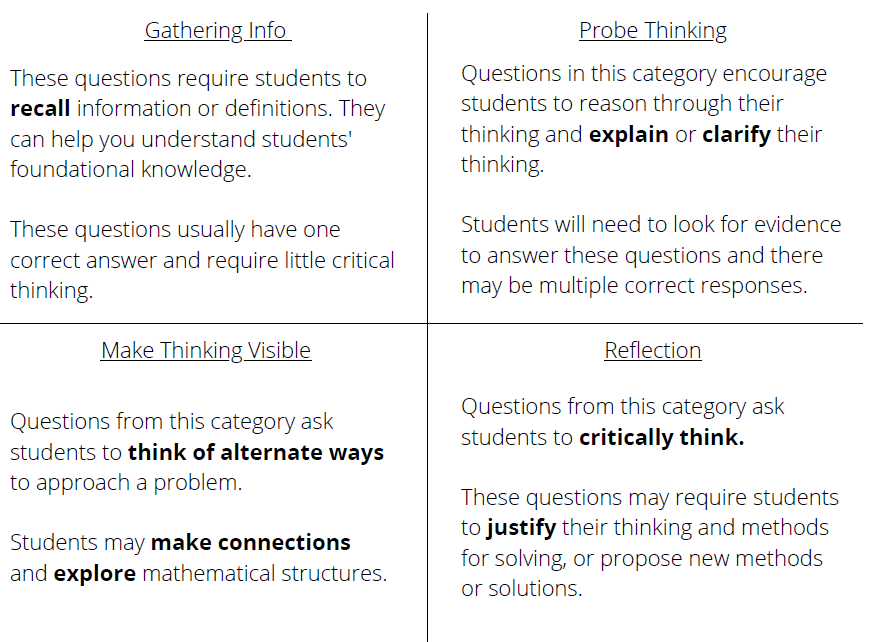 Gathering Info
These questions require students to
recall information or definitions. They
can help you understand students'
foundational knowledge.
These questions usually have one
correct answer and require little critical
thinking.
Probe Thinking
Questions in this category encourage
students to reason through their
thinking and explain or clarify their
thinking.
Students will need to look for evidence
to answer these questions and there
may be multiple correct responses.
Make Thinking Visible
Questions from this category ask
students to think of alternate ways
to approach a problem.
Students may make connections
and explore mathematical structures.
Reflection
Questions from this category ask
students to critically think.
These questions may require students
to justify their thinking and methods
for solving, or propose new methods
or solutions.